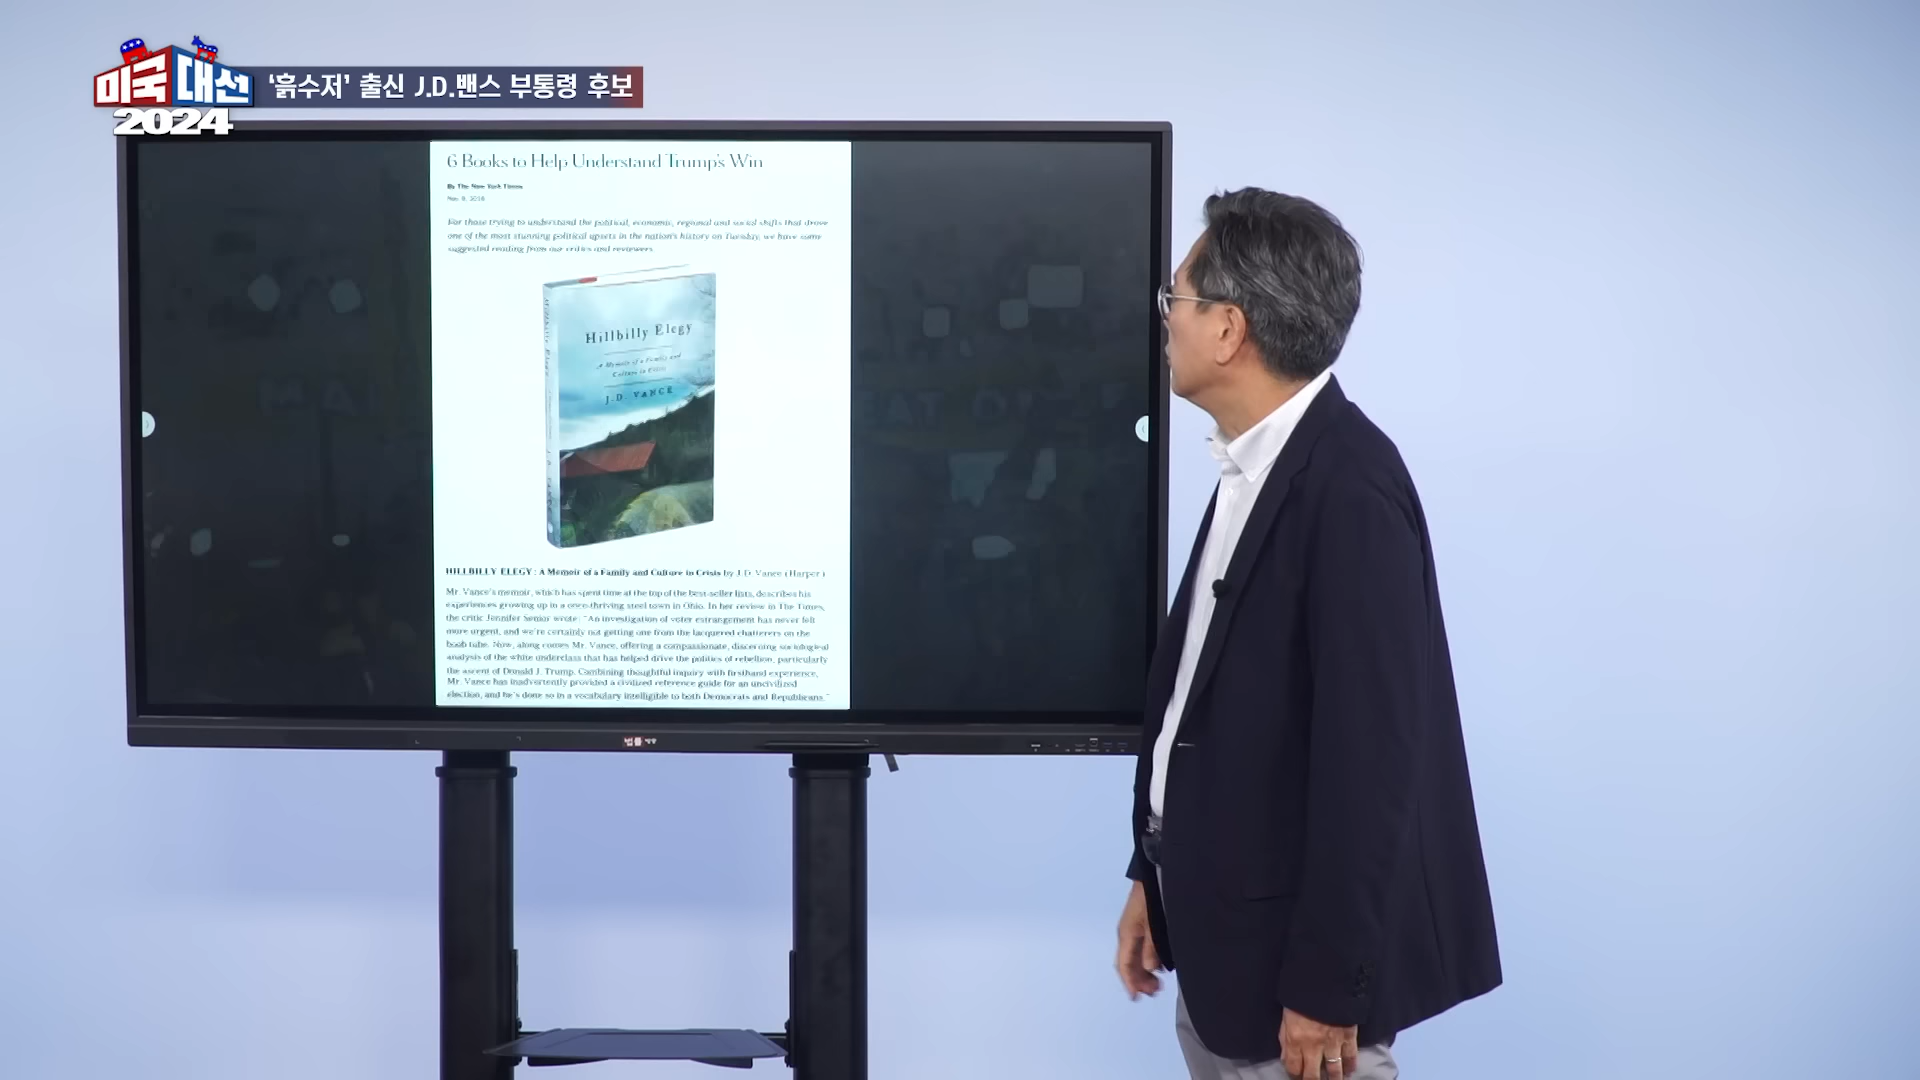 미국 대선
2024
‘흙수저’ 출신 J.D.밴스 부통령 후보
6 Books to Help Understand Trump's Win
By The New York Times
Nov. 9, 2016
For those trying to understand the political, economic, regional and social shifts that drove
one of the most stunning political upsets in the nation's history on Tuesday, we have some
suggested reading from our critics and reviewers.
Hillbilly Elegy
A Memoir of a Family and
Culture in Crisis
J.D. VANCE
HILLBILLY ELEGY: A Memoir of a Family and Culture in Crisis by J.D. Vance (Harper)
Mr. Vance's memoir, which has spent time at the top of the best-seller lists, describes his
experiences growing up in a once-thriving steel town in Ohio. In her review in The Times,
the critic Jennifer Senior wrote: "An investigation of voter estrangement has never felt
more urgent, and we're certainly not getting one from the lacquered chatterers on the
boob tube. Now, along comes Mr. Vance, offering a compassionate, discerning sociological
analysis of the white underclass that has helped drive the politics of rebellion, particularly
the ascent of Donald J. Trump. Combining thoughtful inquiry with firsthand experience,
Mr. Vance has inadvertently provided a civilized reference guide for an uncivilized
election, and he's done so in a vocabulary intelligible to both Democrats and Republicans."